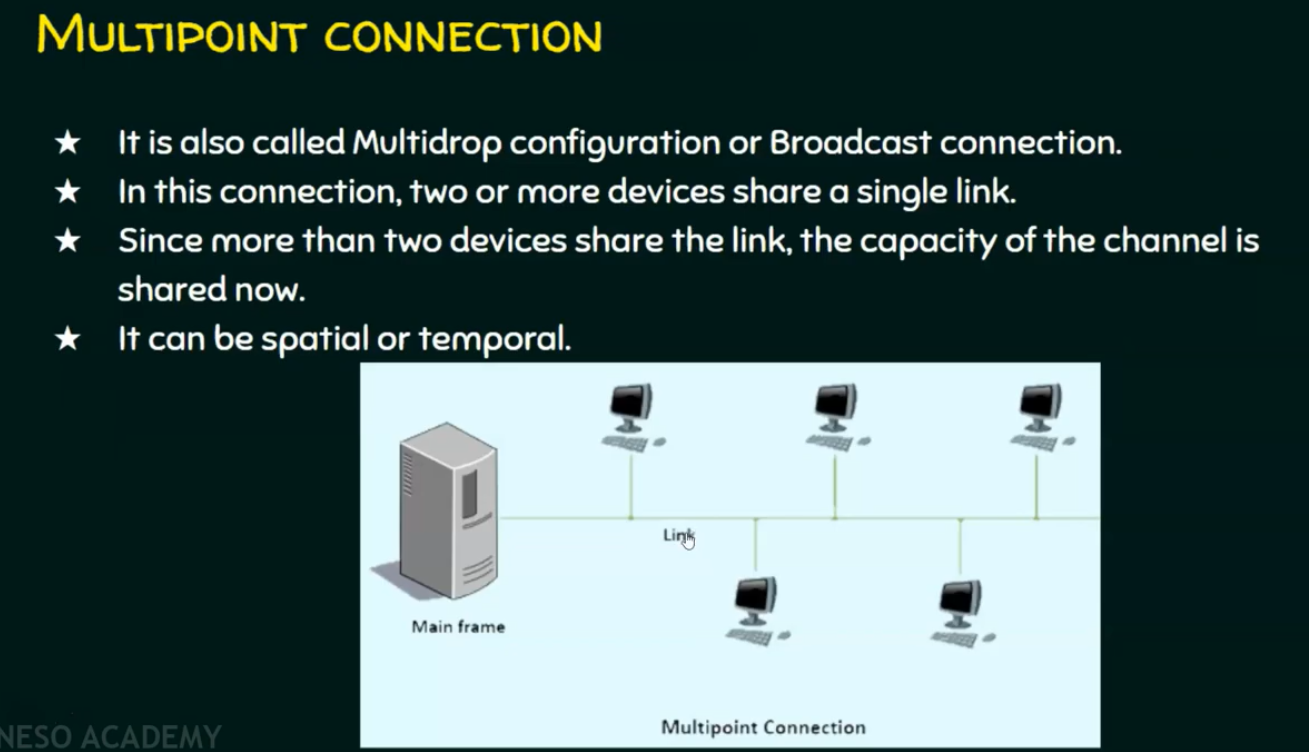 MULTIPOINT CONNECTION
★ It is also called Multidrop configuration or Broadcast connection.
★ In this connection, two or more devices share a single link.
★ Since more than two devices share the link, the capacity of the channel is
shared now.
★ It can be spatial or temporal.
Link
Main frame
Multipoint Connection
NESO ACADEMY